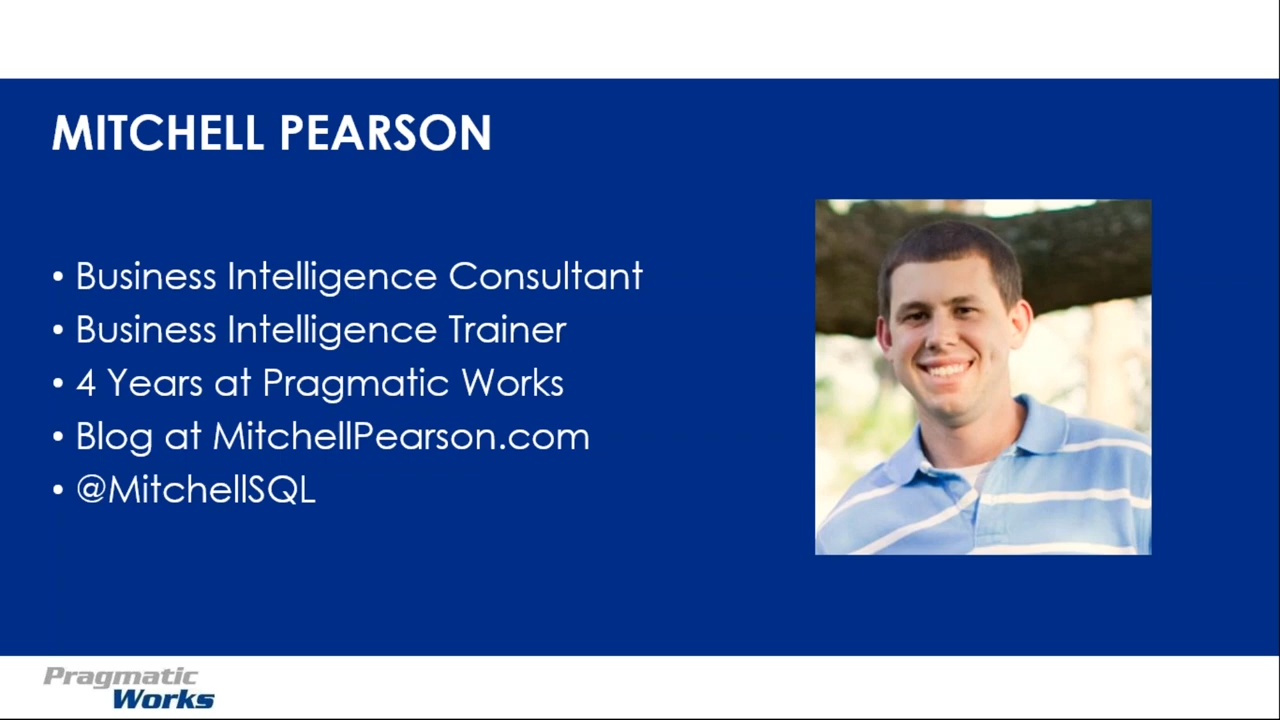 MITCHELL PEARSON
• Business Intelligence Consultant
• Business Intelligence Trainer
• 4 Years at Pragmatic Works
• Blog at MitchellPearson.com
• @MitchellSQL
Pragmatic
Works